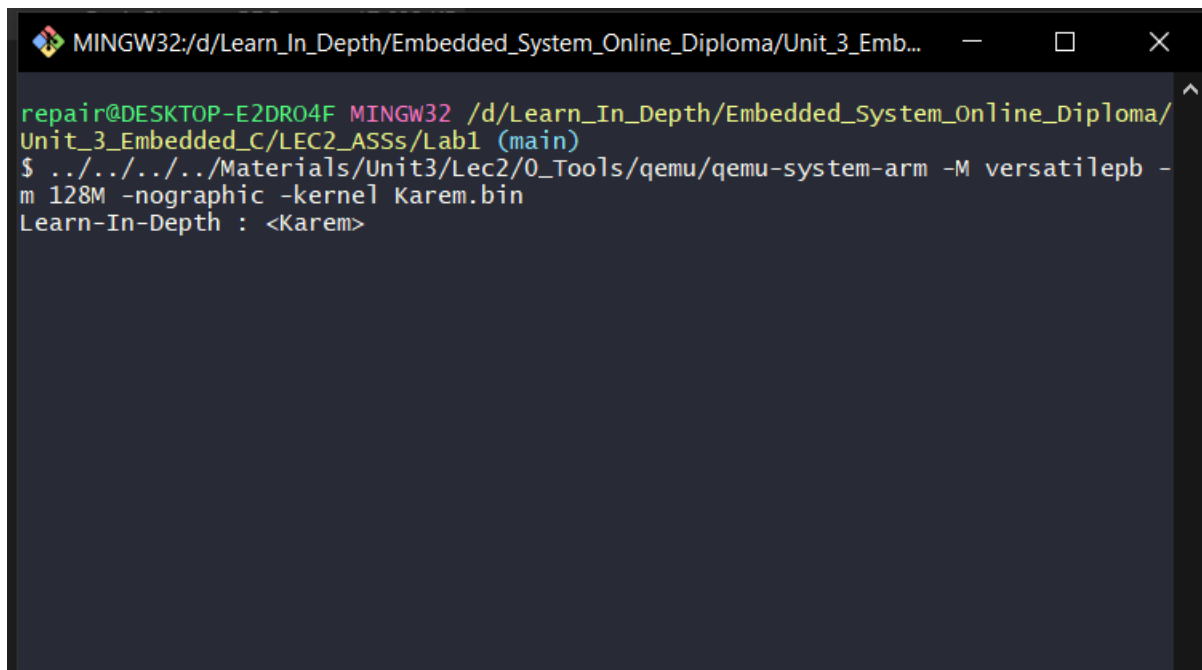 MINGW32:/d/Learn_In_Depth/Embedded_System_Online_Diploma/Unit_3_Emb...
repair@DESKTOP-E2DRO4F MINGW32 /d/Learn_In_Depth/Embedded_System_Online_Diploma/
Unit_3_Embedded_C/LEC2_ASSs/Lab1 (main)
$ ../../../../Materials/Unit3/Lec2/0_Tools/qemu/qemu-system-arm -M versatilepb -
m 128M -nographic -kernel Karem.bin
Learn-In-Depth : <Karem>